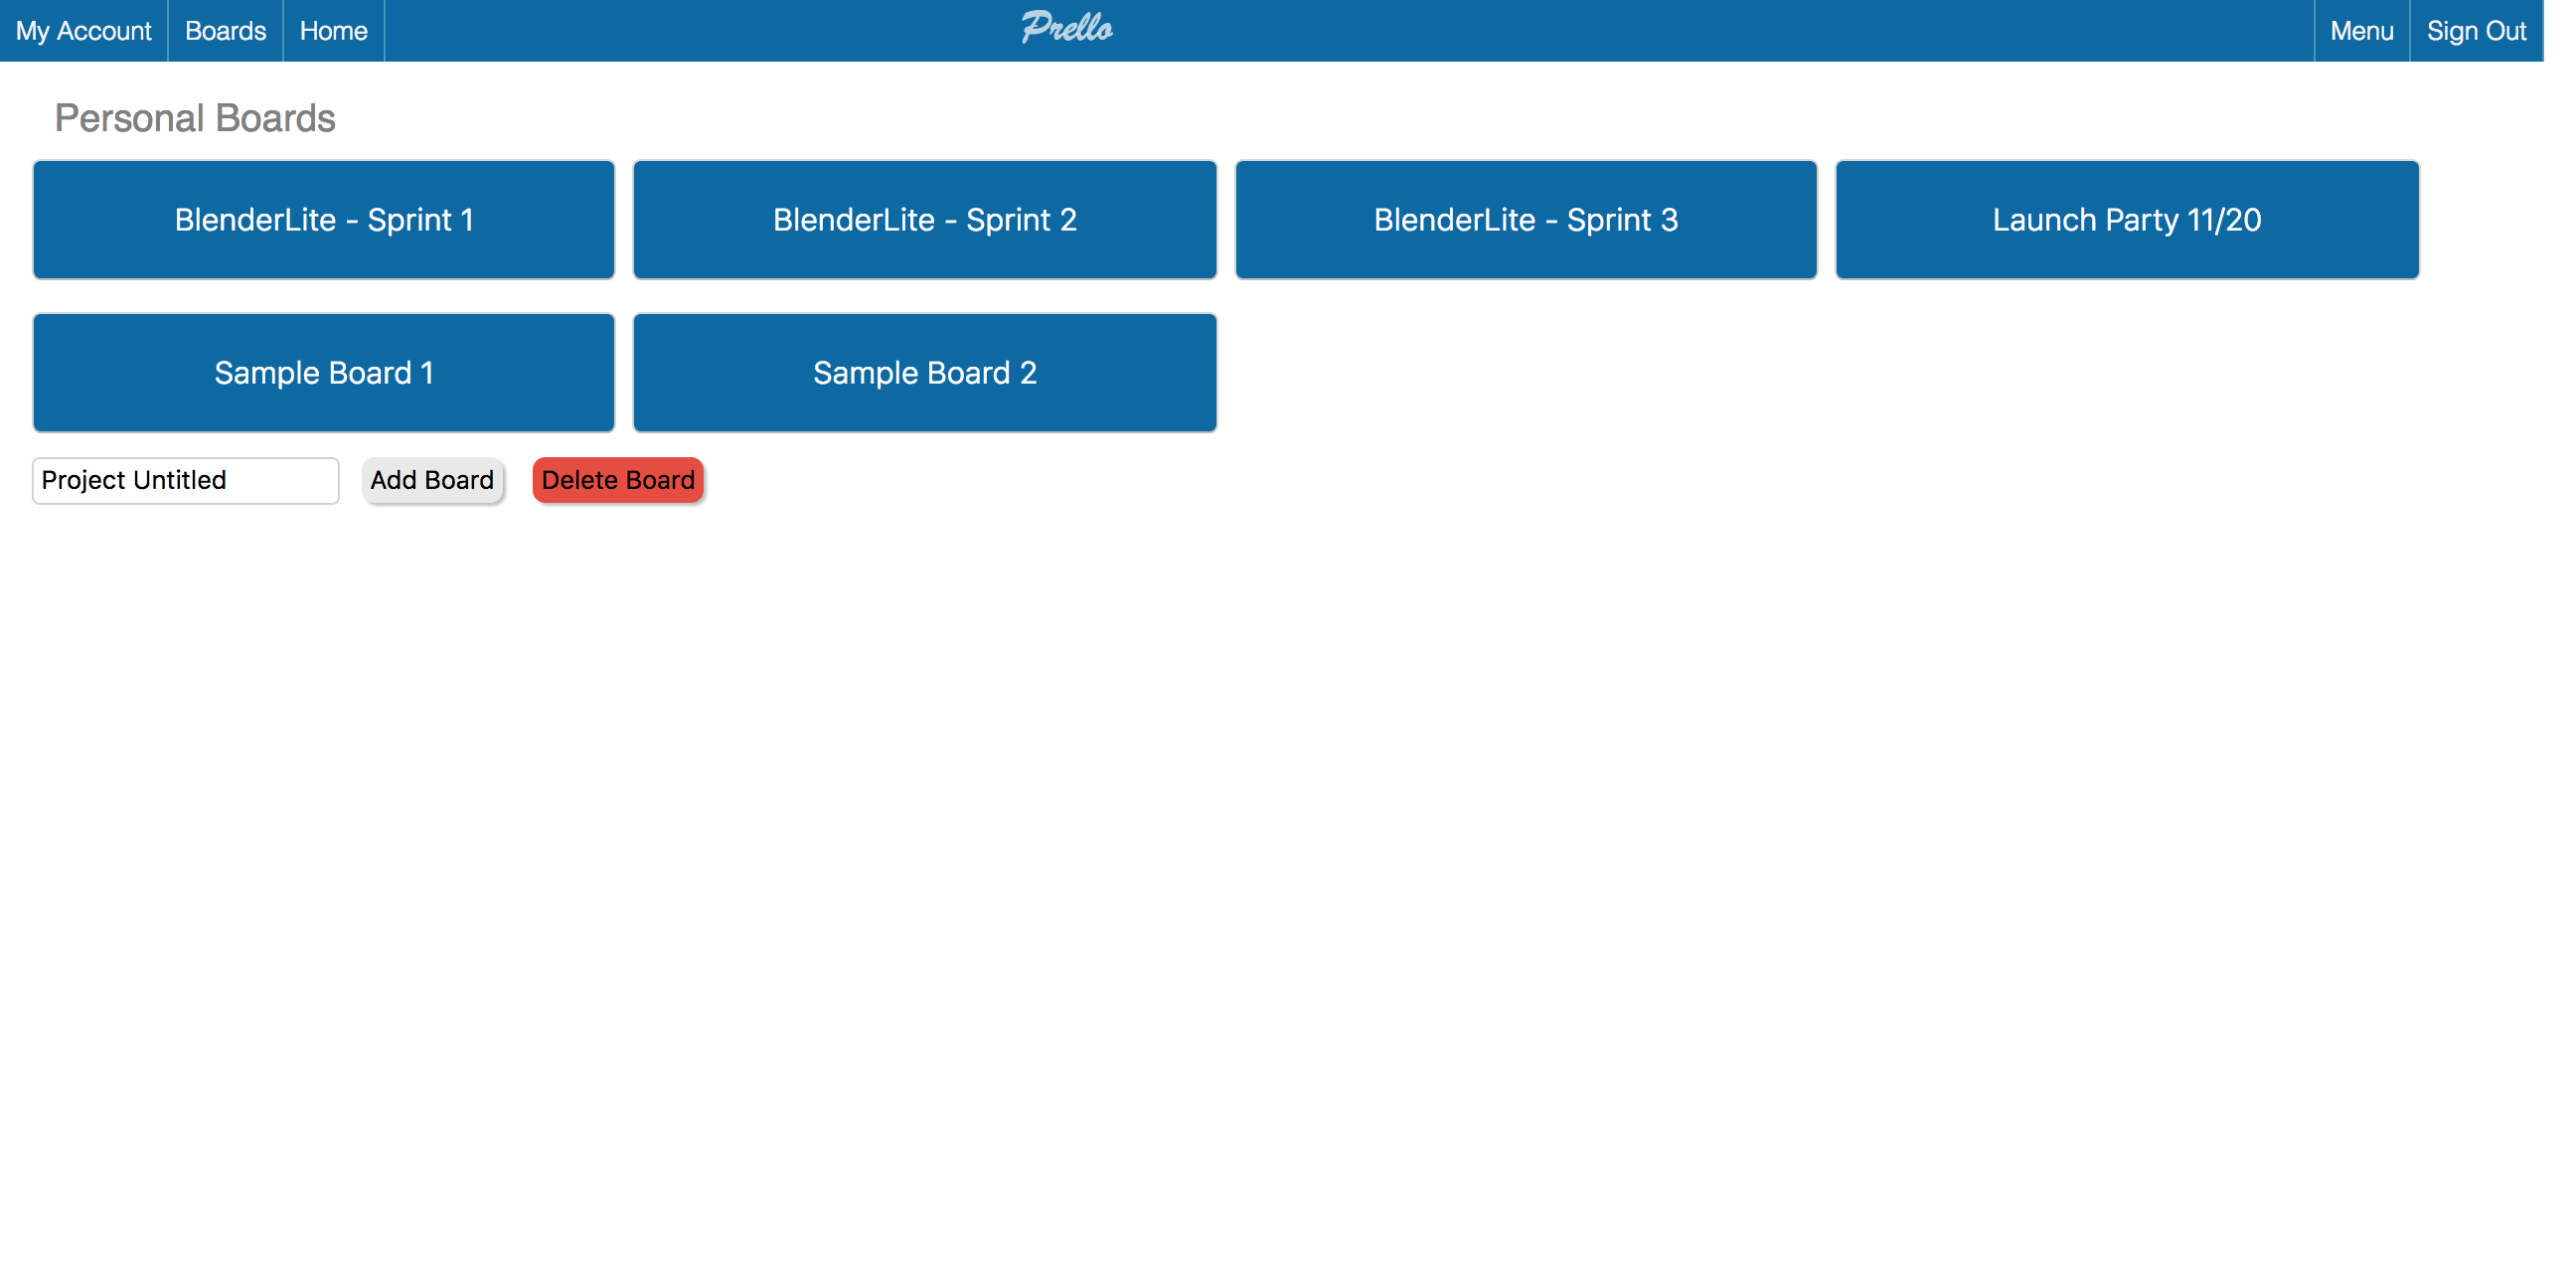 My Account Boards Home Prello Menu Sign Out
Personal Boards
BlenderLite - Sprint 1 BlenderLite - Sprint 2 BlenderLite - Sprint 3 Launch Party 11/20
Sample Board 1 Sample Board 2
Project Untitled Add Board Delete Board